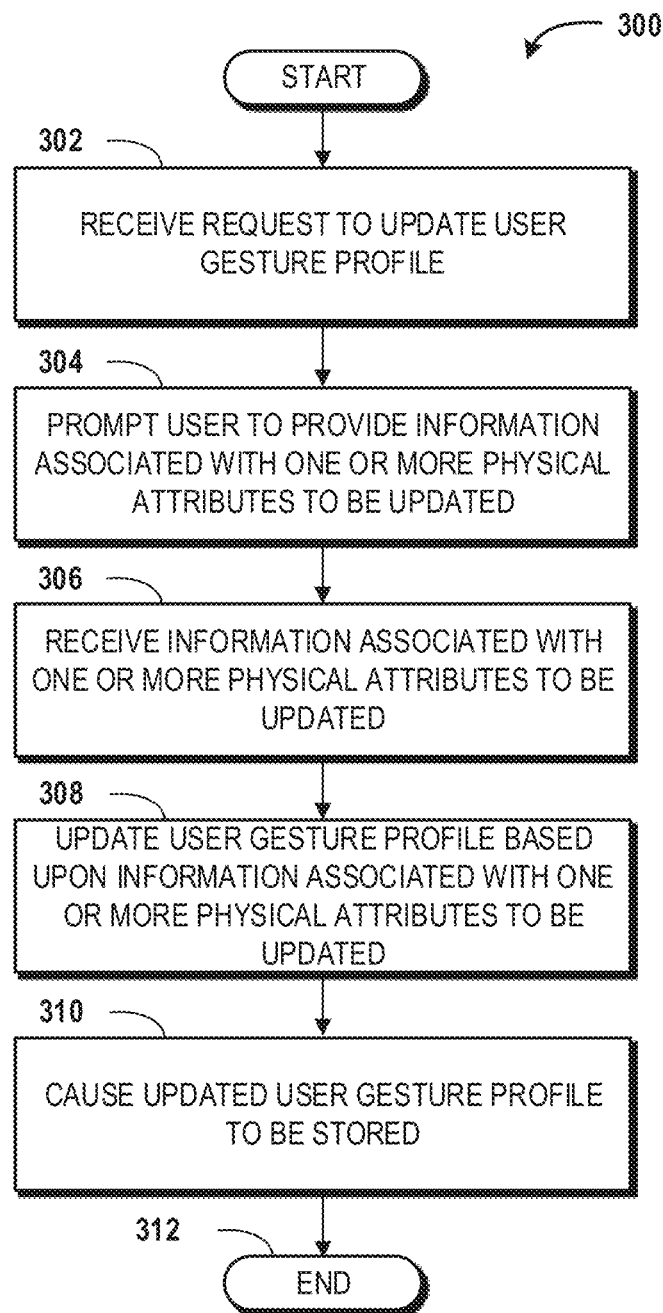 300
START
302
RECEIVE REQUEST TO UPDATE USER
GESTURE PROFILE
304
PROMPT USER TO PROVIDE INFORMATION
ASSOCIATED WITH ONE OR MORE PHYSICAL
ATTRIBUTES TO BE UPDATED
306
RECEIVE INFORMATION ASSOCIATED WITH
ONE OR MORE PHYSICAL ATTRIBUTES TO BE
UPDATED
308
UPDATE USER GESTURE PROFILE BASED
UPON INFORMATION ASSOCIATED WITH ONE
OR MORE PHYSICAL ATTRIBUTES TO BE
UPDATED
310
CAUSE UPDATED USER GESTURE PROFILE
TO BE STORED
312
END